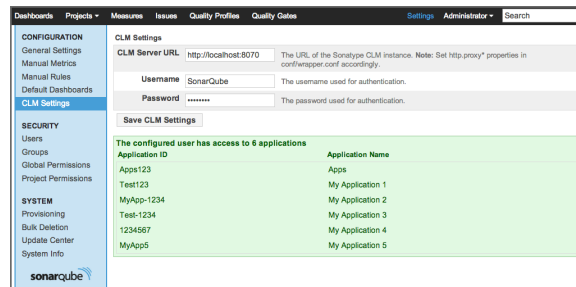 Dashboards Projects Measures Issues Quality Profiles Quality Gates Settings Administrator Search
CONFIGURATION
General Settings
Manual Metrics
Manual Rules
Default Dashboards
CLM Settings
SECURITY
Users
Groups
Global Permissions
Project Permissions
SYSTEM
Provisioning
Bulk Deletion
Update Center
System Info
sonarqube
CLM Settings
CLM Server URL http://localhost:8070 The URL of the Sonatype CLM instance. Note: Set http.proxy* properties in
conf/wrapper.conf accordingly.
Username SonarQube The username used for authentication.
Password •••••••• The password used for authentication.
Save CLM Settings
The configured user has access to 6 applications
Application ID Application Name
Apps123 Apps
Test123 My Application 1
MyApp-1234 My Application 2
Test-1234 My Application 3
1234567 My Application 4
MyApp5 My Application 5